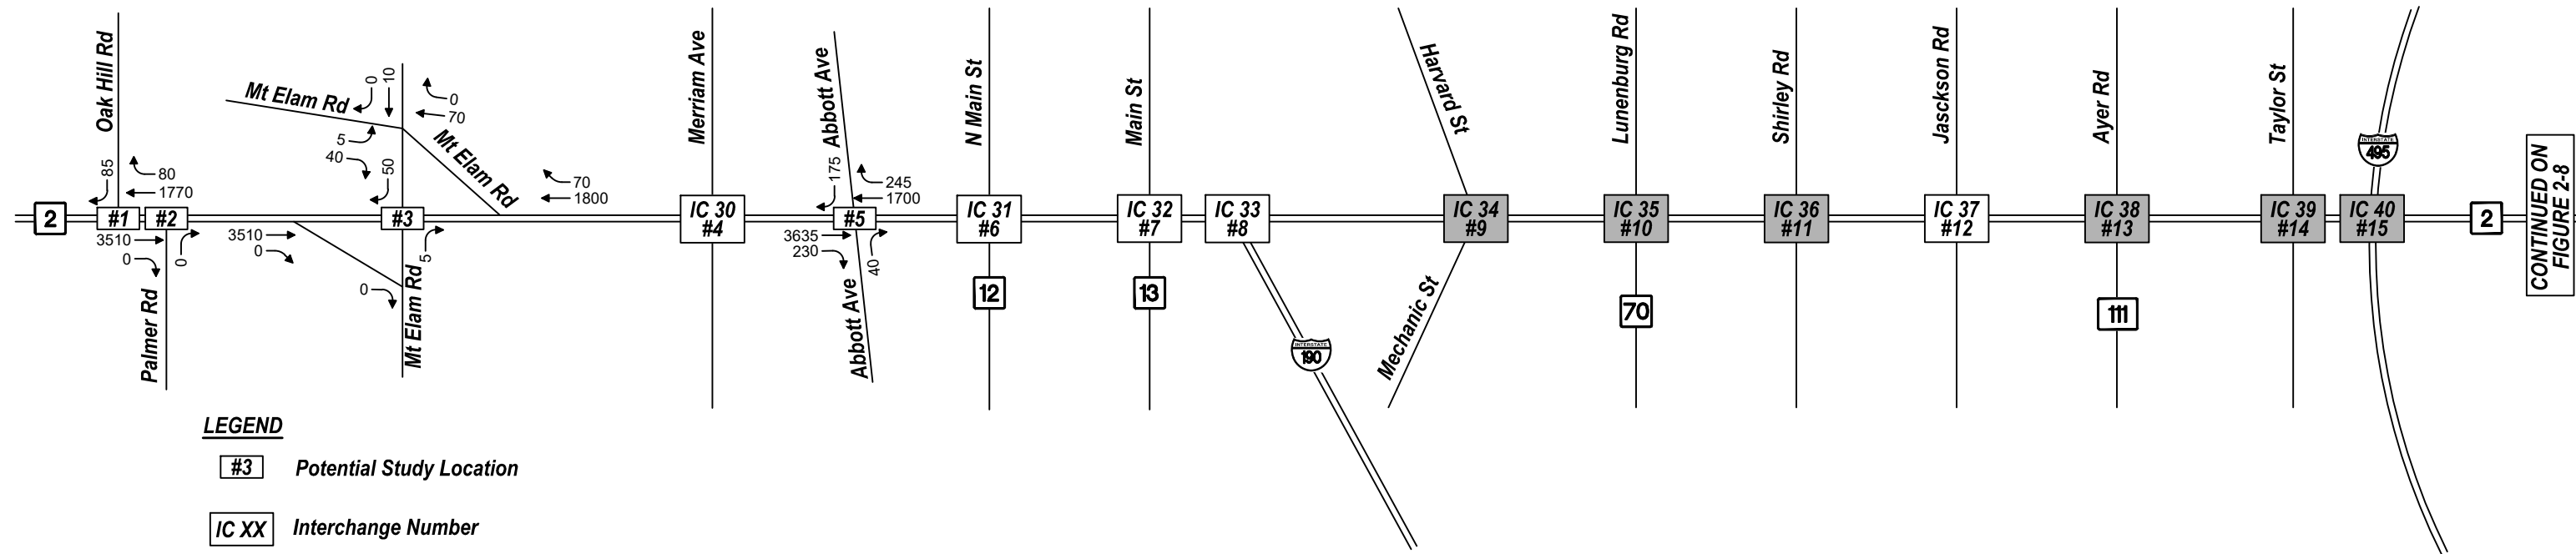 Oak Hill Rd
85
80
1770
2
#1
#2
3510
0
0
Palmer Rd
Mt Elam Rd
0
10
0
70
5
40
50
Mt Elam Rd
70
1800
#3
3510
0
5
0
Mt Elam Rd
Merriam Ave
IC 30
#4
Abbott Ave
175
245
1700
#5
3635
230
40
Abbott Ave
N Main St
IC 31
#6
12
Main St
IC 32
#7
13
IC 33
#8
INTERSTATE
190
Harvard St
IC 34
#9
Mechanic St
Lunenburg Rd
IC 35
#10
70
Shirley Rd
IC 36
#11
Jasckson Rd
IC 37
#12
Ayer Rd
IC 38
#13
111
Taylor St
IC 39
#14
INTERSTATE
495
IC 40
#15
2
CONTINUED ON
FIGURE 2-8
LEGEND
#3 Potential Study Location
IC XX Interchange Number